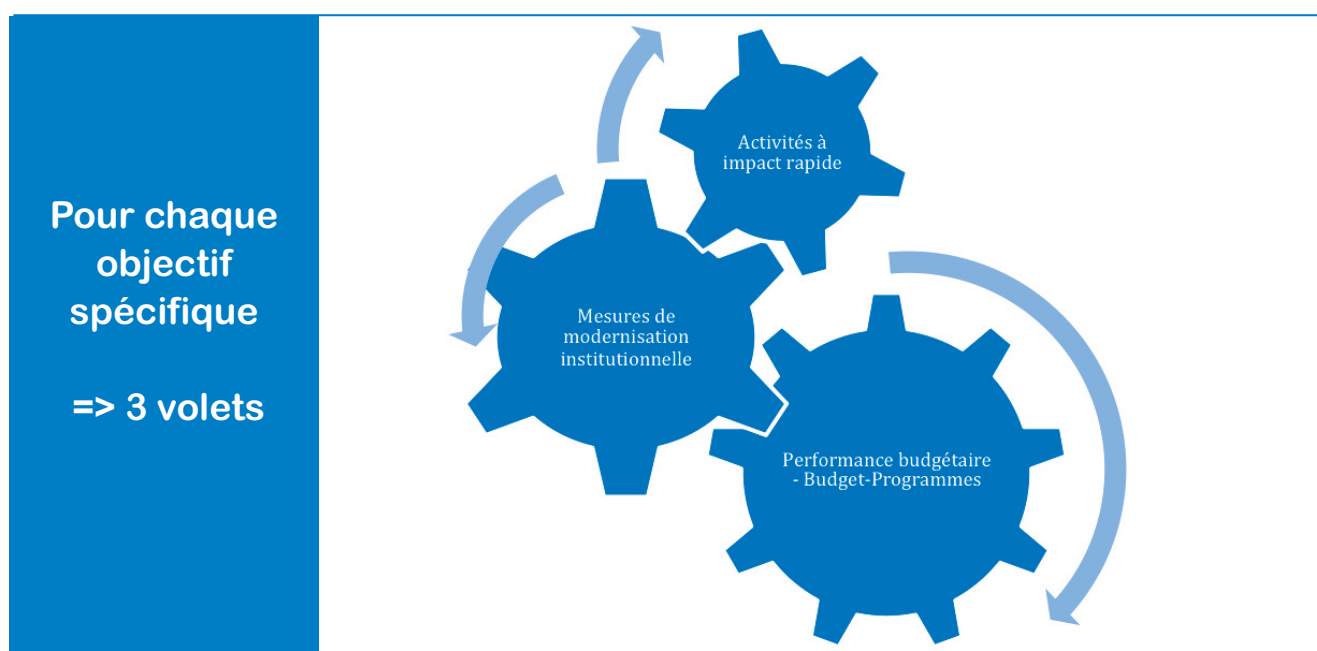 Pour chaque
objectif
spécifique
=> 3 volets
Activités à
impact rapide
Mesures de
modernisation
institutionnelle
Performance budgétaire
- Budget-Programmes